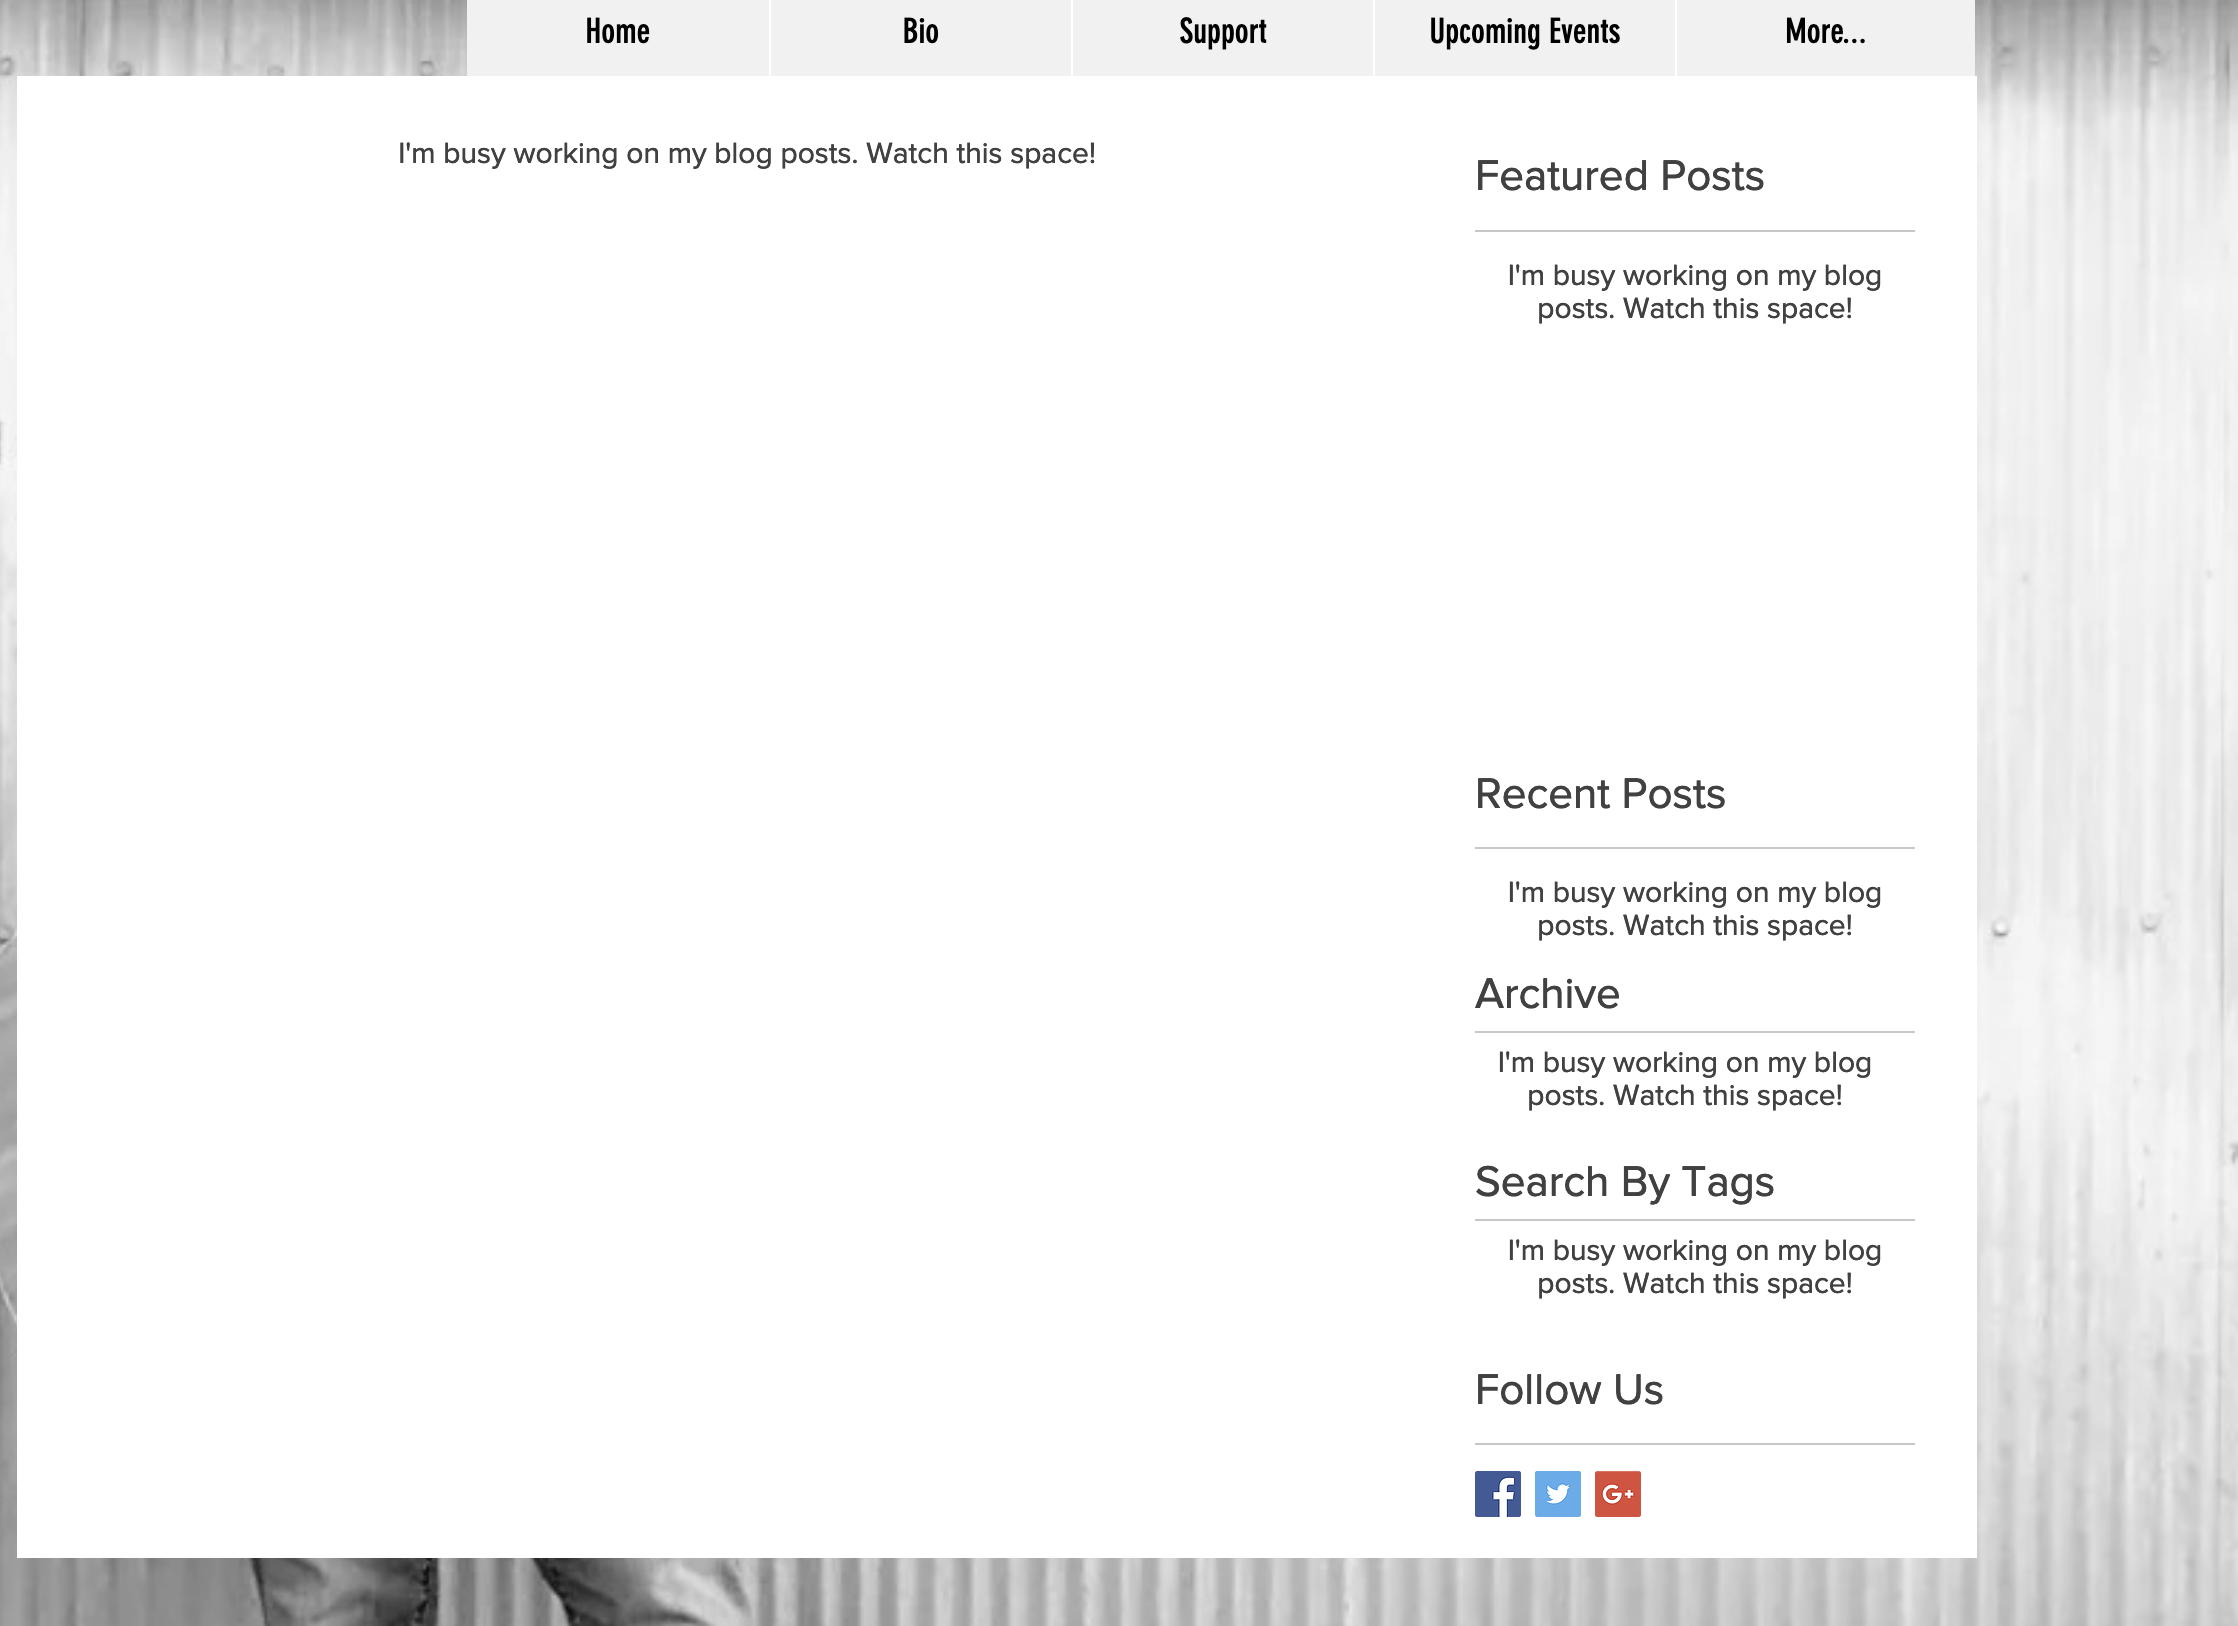 Home
Bio
Support
Upcoming Events
More...
I'm busy working on my blog posts. Watch this space!
Featured Posts
I'm busy working on my blog
posts. Watch this space!
Recent Posts
I'm busy working on my blog
posts. Watch this space!
Archive
I'm busy working on my blog
posts. Watch this space!
Search By Tags
I'm busy working on my blog
posts. Watch this space!
Follow Us
f
G+